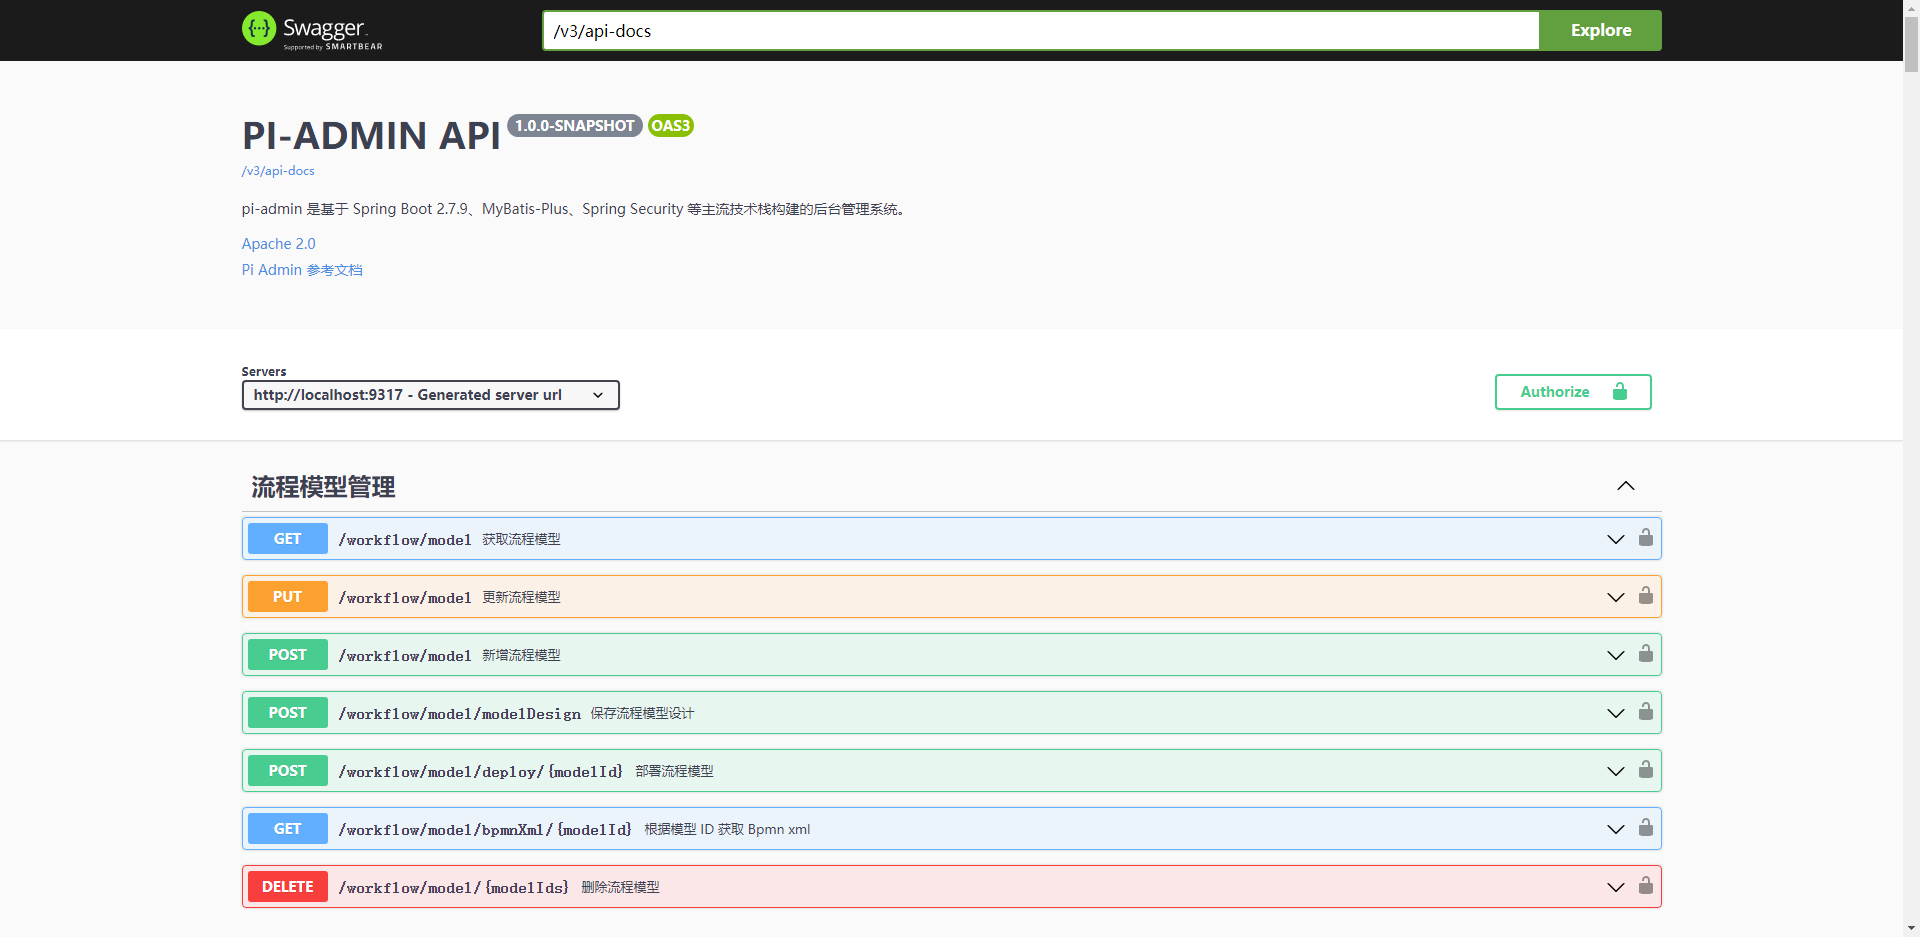 Swagger
Supported by SMARTBEAR
/v3/api-docs
Explore
PI-ADMIN API 1.0.0-SNAPSHOT OAS3
/v3/api-docs
pi-admin 是基于 Spring Boot 2.7.9、MyBatis-Plus、Spring Security 等主流技术栈构建的后台管理系统。
Apache 2.0
Pi Admin 参考文档
Servers
http://localhost:9317 - Generated server url
Authorize
流程模型管理
GET /workflow/model 获取流程模型
PUT /workflow/model 更新流程模型
POST /workflow/model 新增流程模型
POST /workflow/model/modelDesign 保存流程模型设计
POST /workflow/model/deploy/{modelId} 部署流程模型
GET /workflow/model/bpmnXml/{modelId} 根据模型 ID 获取 Bpmn xml
DELETE /workflow/model/{modelIds} 删除流程模型